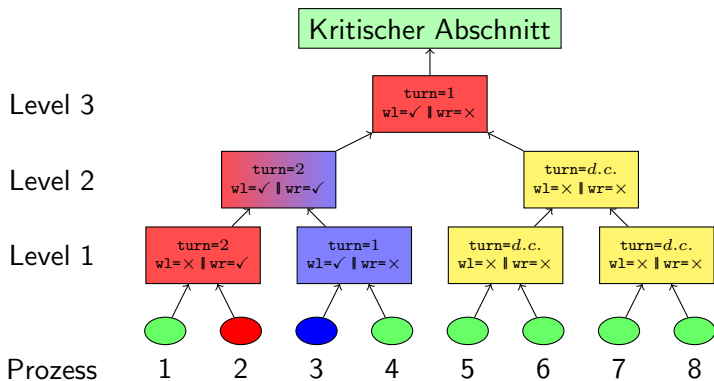 Kritischer Abschnitt
Level 3
turn=1
wl=✓ ‖ wr=×
Level 2
turn=2
wl=✓ ‖ wr=✓
turn=d.c.
wl=× ‖ wr=×
Level 1
turn=2
wl=× ‖ wr=✓
turn=1
wl=✓ ‖ wr=×
turn=d.c.
wl=× ‖ wr=×
turn=d.c.
wl=× ‖ wr=×
Prozess 1 2 3 4 5 6 7 8